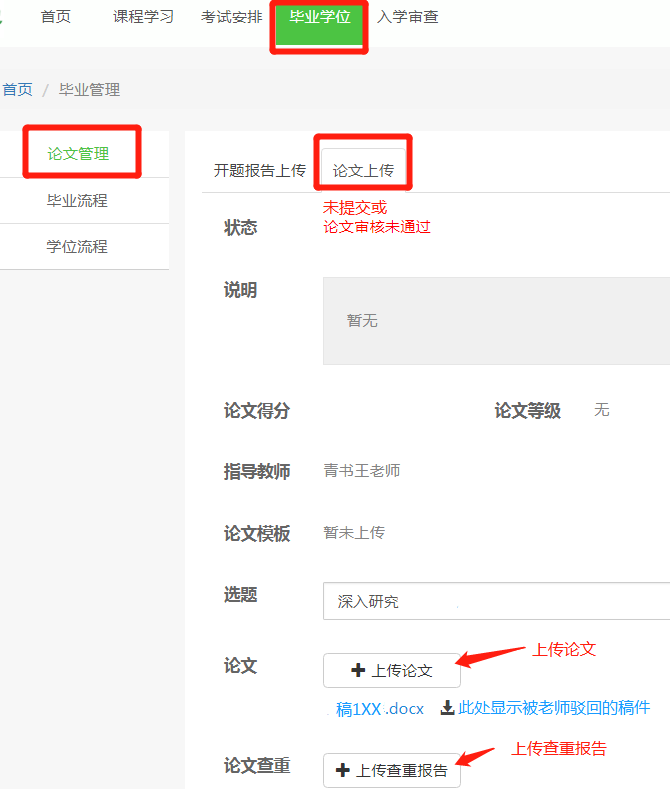 首页 课程学习 考试安排 毕业学位 入学审查
首页 / 毕业管理
论文管理
毕业流程
学位流程
开题报告上传 论文上传
状态 未提交或
论文审核未通过
说明
暂无
论文得分 论文等级 无
指导教师 青书王老师
论文模板 暂未上传
选题 深入研究
论文 上传论文 上传论文
稿1XX .docx 此处显示被老师驳回的稿件
论文查重 上传查重报告 上传查重报告